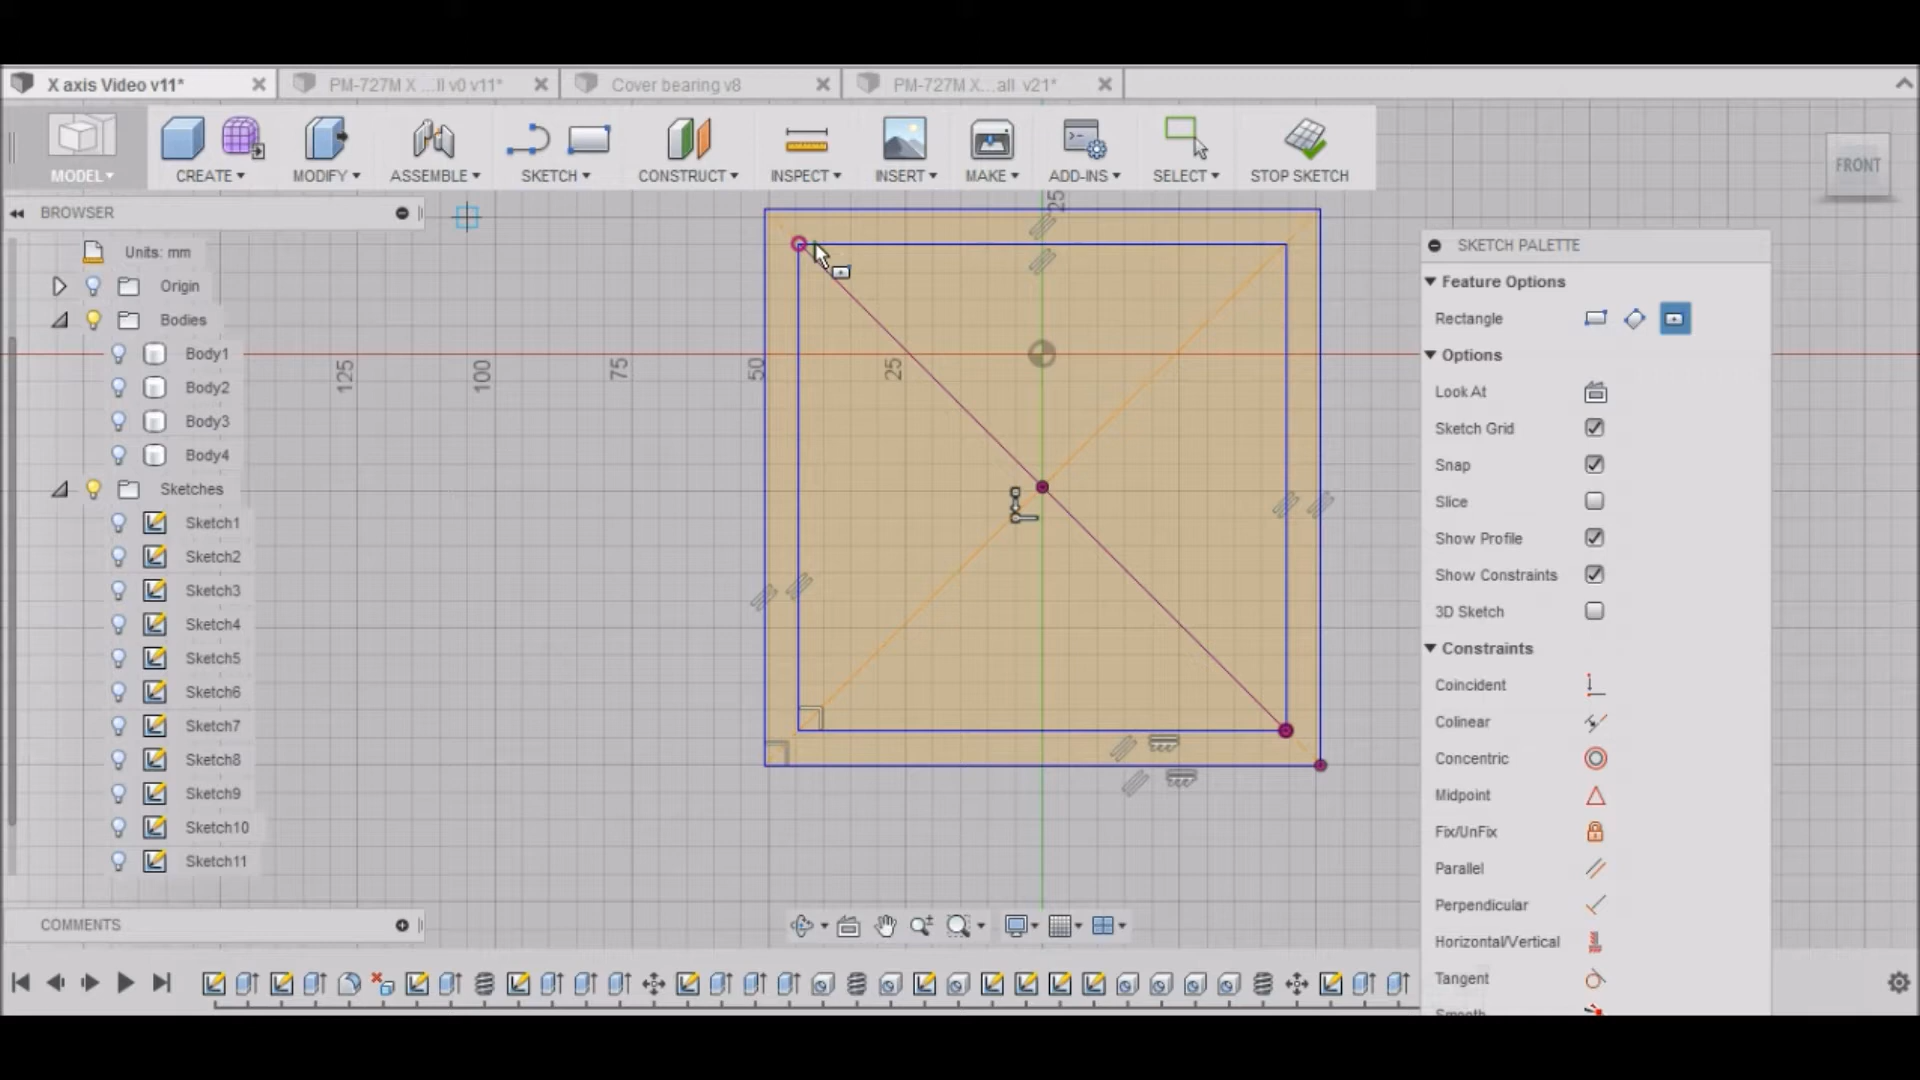 X axis Video v11*
PM-727M X ...ll v0 v11*
Cover bearing v8
PM-727M X...all v21*
MODEL
CREATE
MODIFY
ASSEMBLE
SKETCH
CONSTRUCT
INSPECT
INSERT
MAKE
ADD-INS
SELECT
STOP SKETCH
FRONT
BROWSER
Units: mm
Origin
Bodies
Body1
Body2
Body3
Body4
Sketches
Sketch1
Sketch2
Sketch3
Sketch4
Sketch5
Sketch6
Sketch7
Sketch8
Sketch9
Sketch10
Sketch11
COMMENTS
125
100
75
50
25
25
SKETCH PALETTE
Feature Options
Rectangle
Options
Look At
Sketch Grid
Snap
Slice
Show Profile
Show Constraints
3D Sketch
Constraints
Coincident
Colinear
Concentric
Midpoint
Fix/UnFix
Parallel
Perpendicular
Horizontal/Vertical
Tangent
Smooth